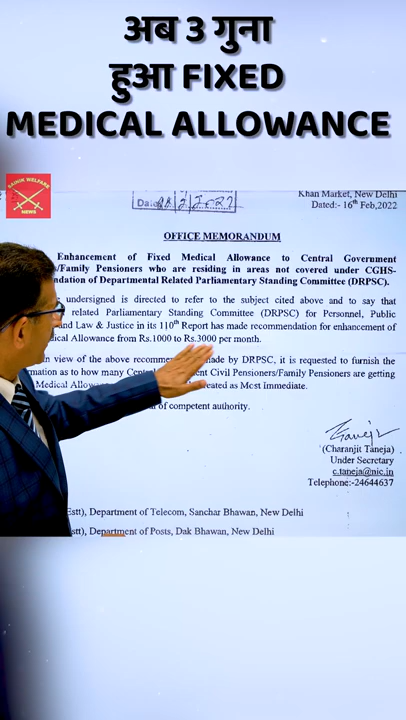 अब 3 गुना
हुआ FIXED
MEDICAL ALLOWANCE
SAINIK WELFARE
NEWS
Khan Market, New Delhi
Dated:- 16th Feb,2022
OFFICE MEMORANDUM
Enhancement of Fixed Medical Allowance to Central Government
/Family Pensioners who are residing in areas not covered under CGHS-
ndation of Departmental Related Parliamentary Standing Committee (DRPSC).
undersigned is directed to refer to the subject cited above and to say that
related Parliamentary Standing Committee (DRPSC) for Personnel, Public
and Law & Justice in its 110th Report has made recommendation for enhancement of
dical Allowance from Rs.1000 to Rs.3000 per month.
n view of the above made by DRPSC, it is requested to furnish the
mation as to how many Civil Pensioners/Family Pensioners are getting
Medical treated as Most Immediate.
of competent authority.
(Charanjit Taneja)
Under Secretary
c.taneja@nic.in
Telephone:-24644637
Estt), Department of Telecom, Sanchar Bhawan, New Delhi
stt), Department of Posts, Dak Bhawan, New Delhi